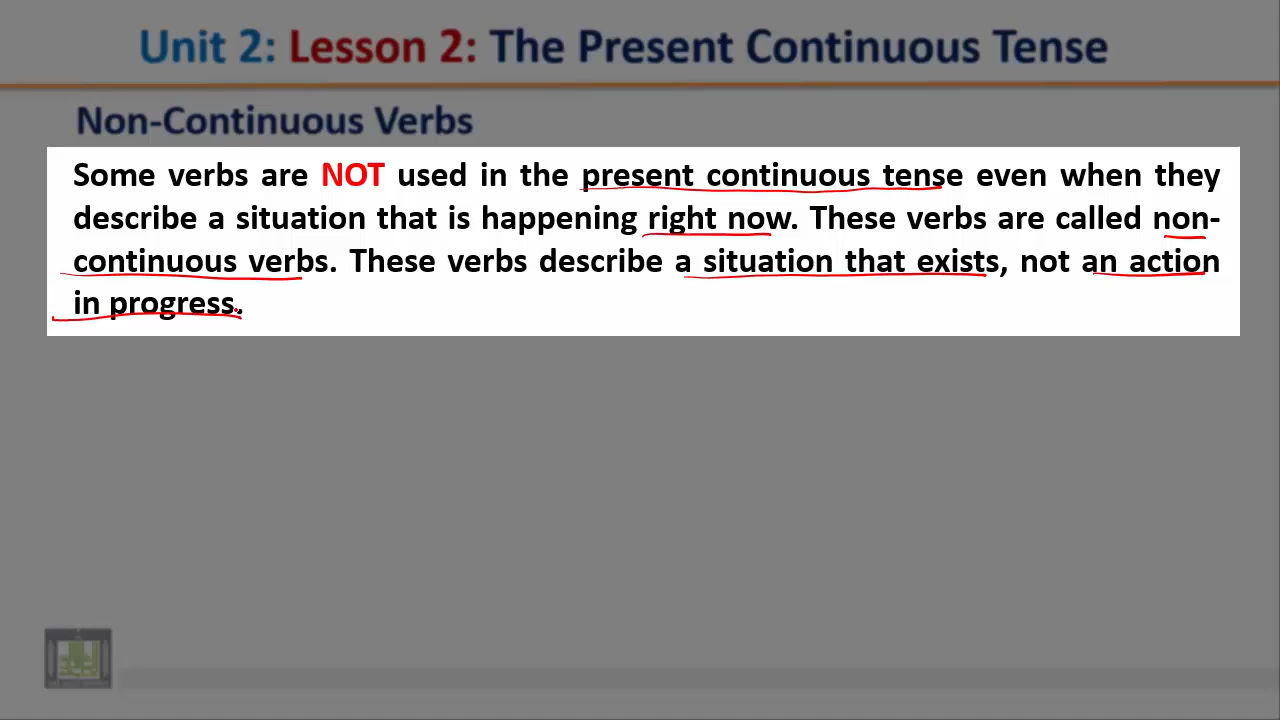 Unit 2: Lesson 2: The Present Continuous Tense
Non-Continuous Verbs
Some verbs are NOT used in the present continuous tense even when they
describe a situation that is happening right now. These verbs are called non-
continuous verbs. These verbs describe a situation that exists, not an action
in progress.